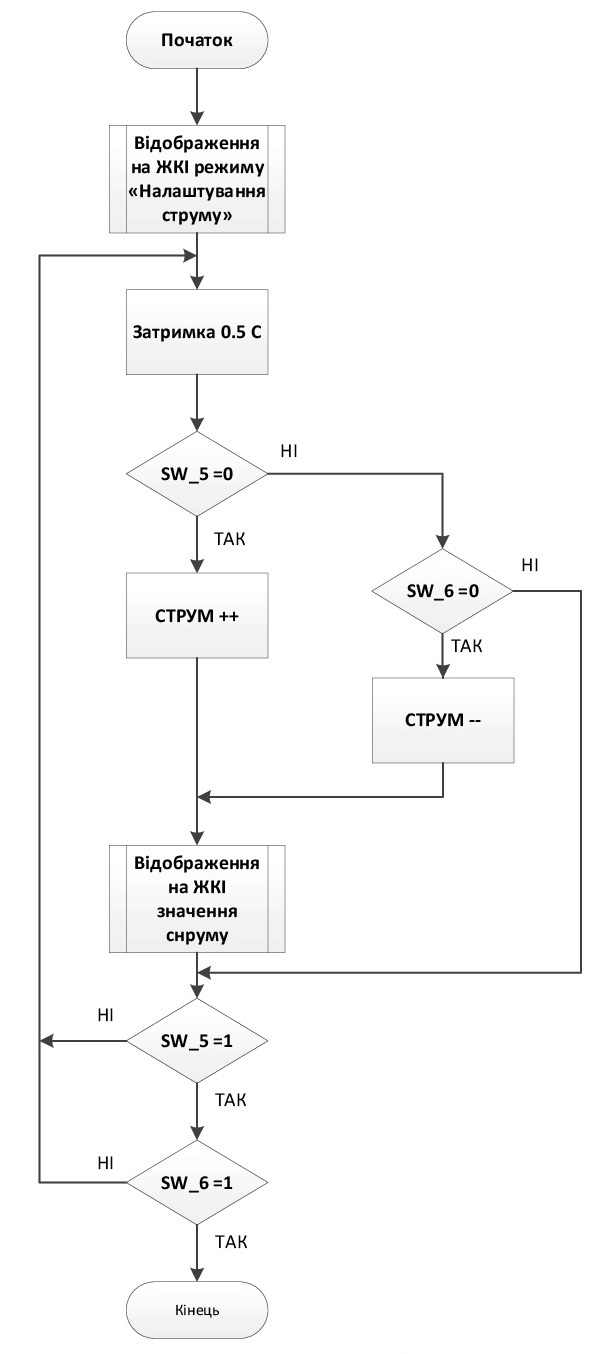 Початок
Відображення
на ЖКІ режиму
«Налаштування
струму»
Затримка 0.5 С
SW_5 =0
НІ
ТАК
SW_6 =0
НІ
ТАК
СТРУМ ++
СТРУМ --
Відображення
на ЖКІ
значення
снруму
НІ
SW_5 =1
ТАК
НІ
SW_6 =1
ТАК
Кінець